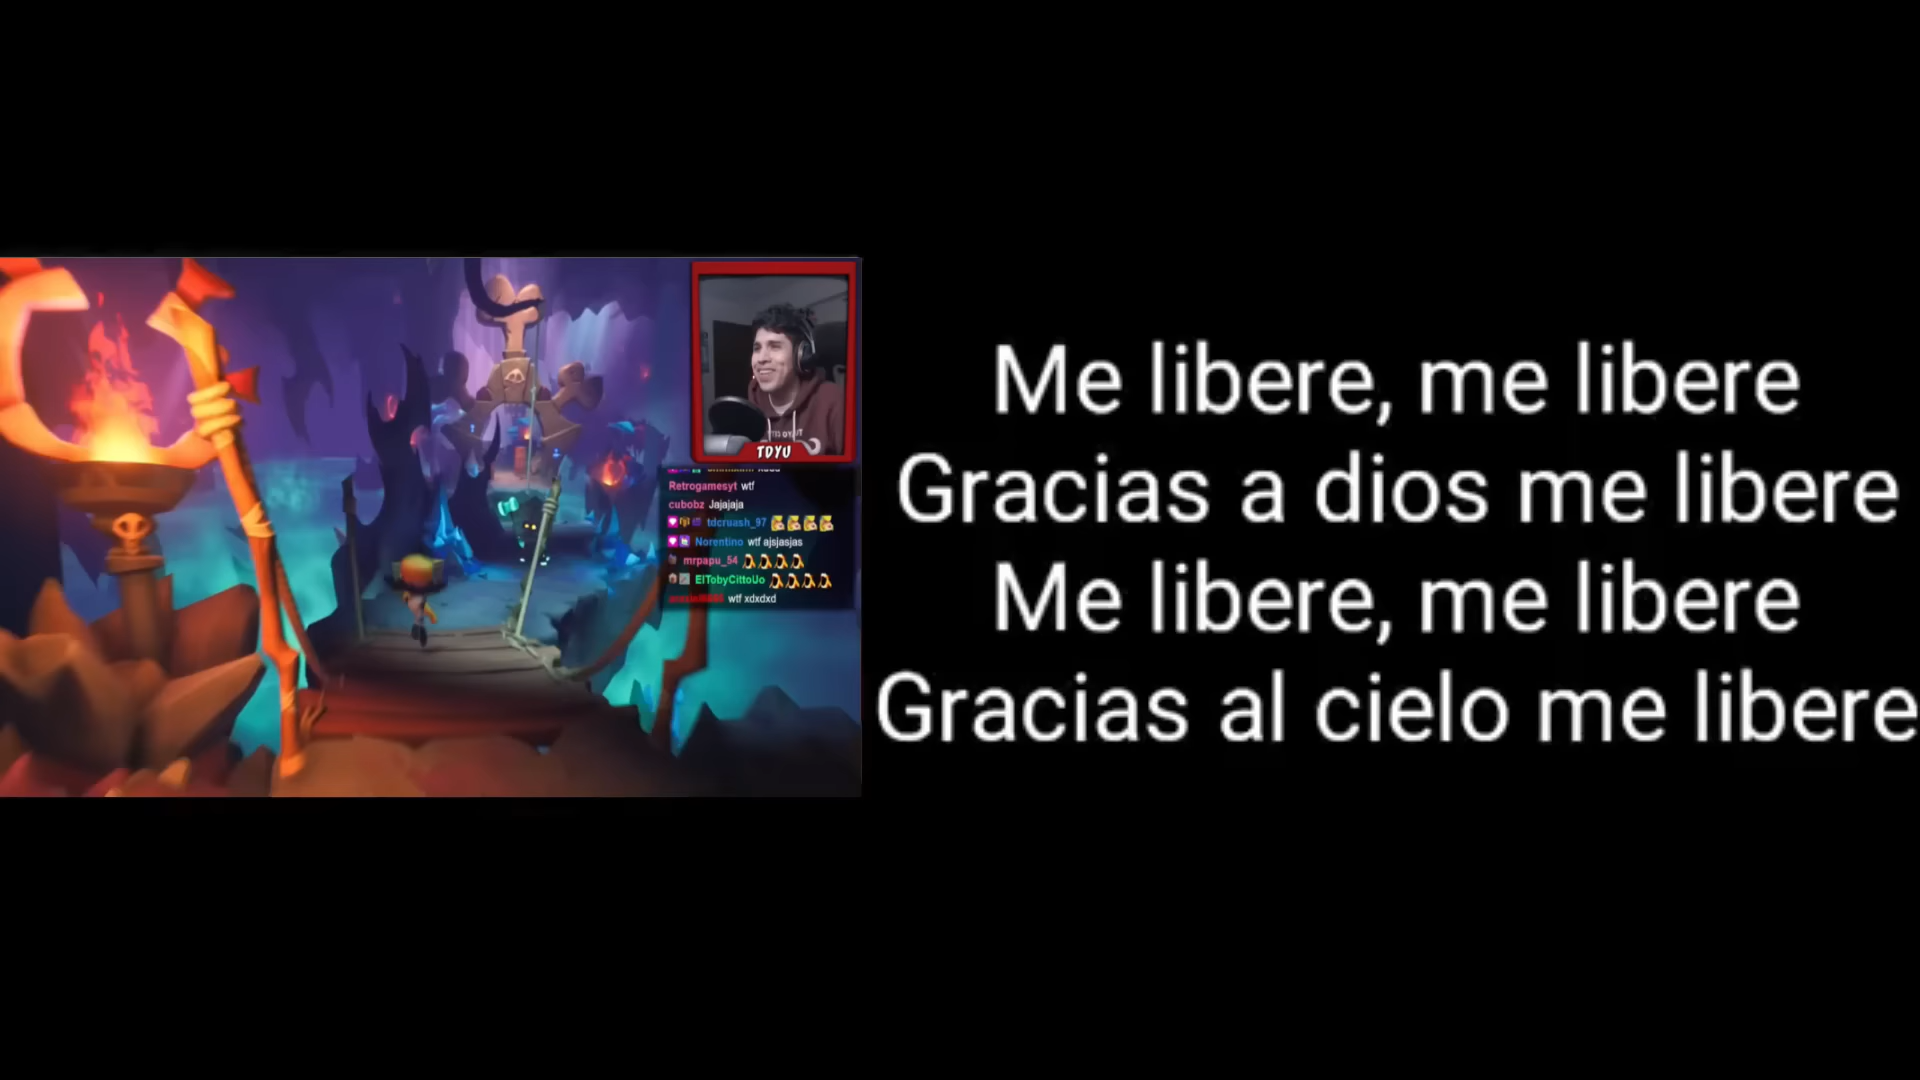 TDYU
Retrogamesyt wtf
cubobz Jajajaja
tdcruash_97
Norentino wtf ajsjasjas
mrpapu_54
ElTobyCittoUo
wtf xdxdxd
Me libere, me libere
Gracias a dios me libere
Me libere, me libere
Gracias al cielo me libere